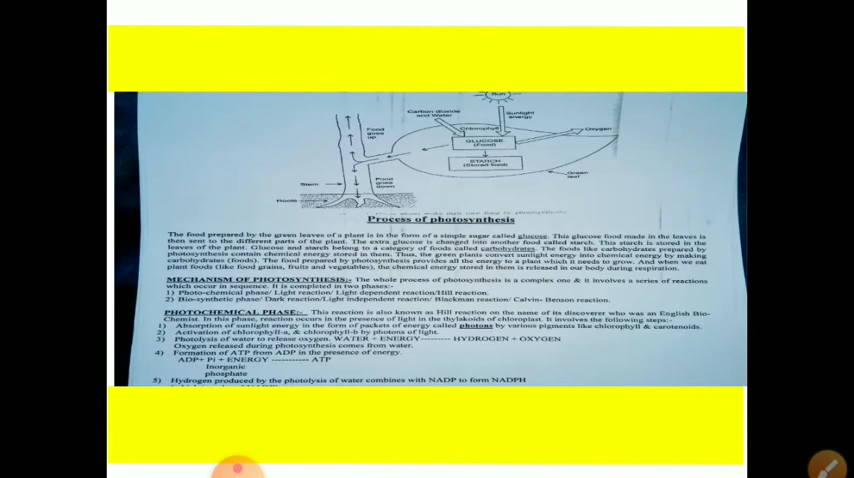 Sun
Carbon dioxide
and Water
Sunlight
energy
Chlorophyll
Oxygen
Food
goes
up
GLUCOSE
(Food)
STARCH
(Stored food)
Green
leaf
Stem
Food
goes
down
Roots
Process of photosynthesis
The food prepared by the green leaves of a plant is in the form of a simple sugar called glucose. This glucose food made in the leaves is
then sent to the different parts of the plant. The extra glucose is changed into another food called starch. This starch is stored in the
leaves of the plant. Glucose and starch belong to a category of foods called carbohydrates. The foods like carbohydrates prepared by
photosynthesis contain chemical energy stored in them. Thus, the green plants convert sunlight energy into chemical energy by making
carbohydrates (foods). The food prepared by photosynthesis provides all the energy to a plant which it needs to grow. And when we eat
plant foods (like food grains, fruits and vegetables), the chemical energy stored in them is released in our body during respiration.
MECHANISM OF PHOTOSYNTHESIS:- The whole process of photosynthesis is a complex one & it involves a series of reactions
which occur in sequence. It is completed in two phases:-
1) Photo-chemical phase/ Light reaction/ Light dependent reaction/Hill reaction.
2) Bio-synthetic phase/ Dark reaction/Light independent reaction/ Blackman reaction/ Calvin- Benson reaction.
PHOTOCHEMICAL PHASE:- This reaction is also known as Hill reaction on the name of its discoverer who was an English Bio-
Chemist. In this phase, reaction occurs in the presence of light in the thylakoids of chloroplast. It involves the following steps:-
1) Absorption of sunlight energy in the form of packets of energy called photons by various pigments like chlorophyll & carotenoids.
2) Activation of chlorophyll-a, & chlorophyll-b by photons of light.
3) Photolysis of water to release oxygen. WATER + ENERGY--------- HYDROGEN + OXYGEN
Oxygen released during photosynthesis comes from water.
4) Formation of ATP from ADP in the presence of energy.
ADP+ Pi + ENERGY ----------- ATP
Inorganic
phosphate
5) Hydrogen produced by the photolysis of water combines with NADP to form NADPH